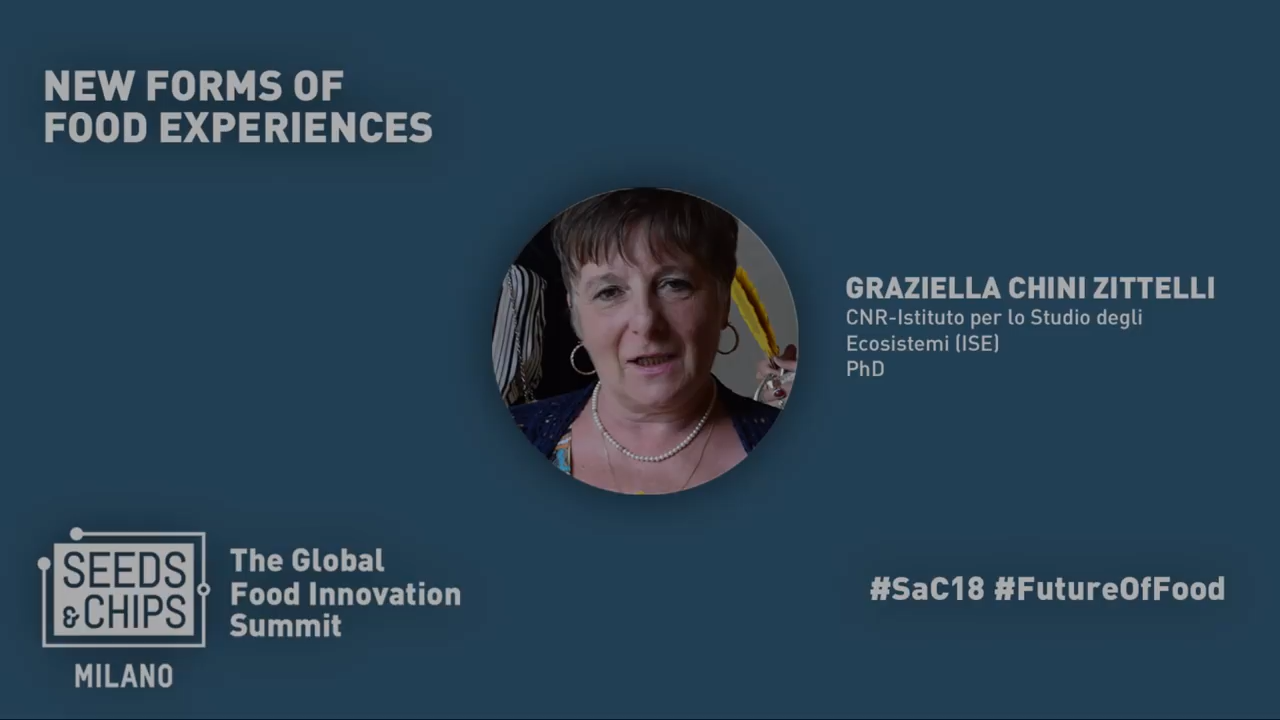 NEW FORMS OF
FOOD EXPERIENCES
GRAZIELLA CHINI ZITTELLI
CNR-Istituto per lo Studio degli
Ecosistemi (ISE)
PhD
SEEDS
&CHIPS
MILANO
The Global
Food Innovation
Summit
#SaC18 #FutureOfFood